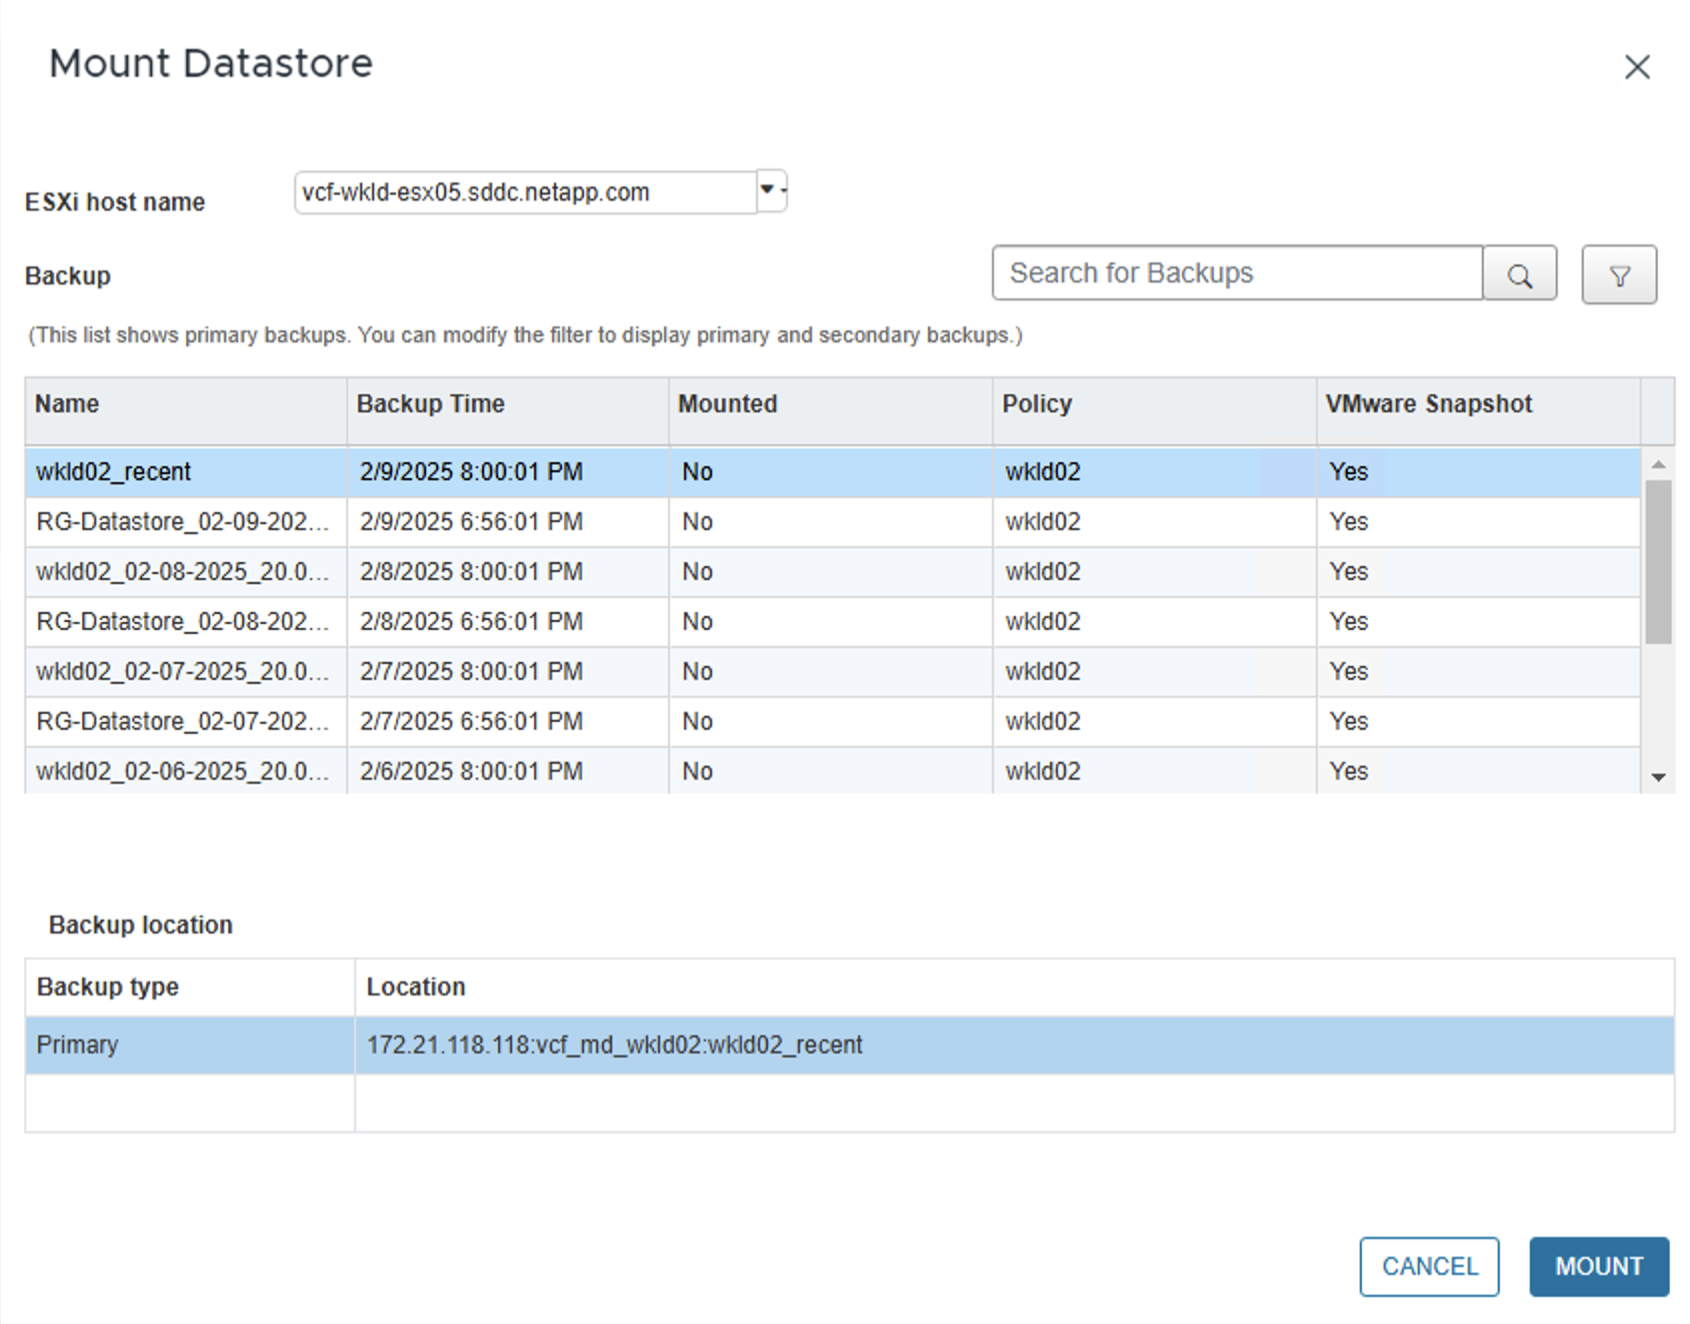 Mount Datastore
ESXi host name
vcf-wkld-esx05.sddc.netapp.com
Backup
Search for Backups
(This list shows primary backups. You can modify the filter to display primary and secondary backups.)
Name Backup Time Mounted Policy VMware Snapshot
wkld02_recent 2/9/2025 8:00:01 PM No wkld02 Yes
RG-Datastore_02-09-202... 2/9/2025 6:56:01 PM No wkld02 Yes
wkld02_02-08-2025_20.0... 2/8/2025 8:00:01 PM No wkld02 Yes
RG-Datastore_02-08-202... 2/8/2025 6:56:01 PM No wkld02 Yes
wkld02_02-07-2025_20.0... 2/7/2025 8:00:01 PM No wkld02 Yes
RG-Datastore_02-07-202... 2/7/2025 6:56:01 PM No wkld02 Yes
wkld02_02-06-2025_20.0... 2/6/2025 8:00:01 PM No wkld02 Yes
Backup location
Backup type Location
Primary 172.21.118.118:vcf_md_wkld02:wkld02_recent
CANCEL MOUNT